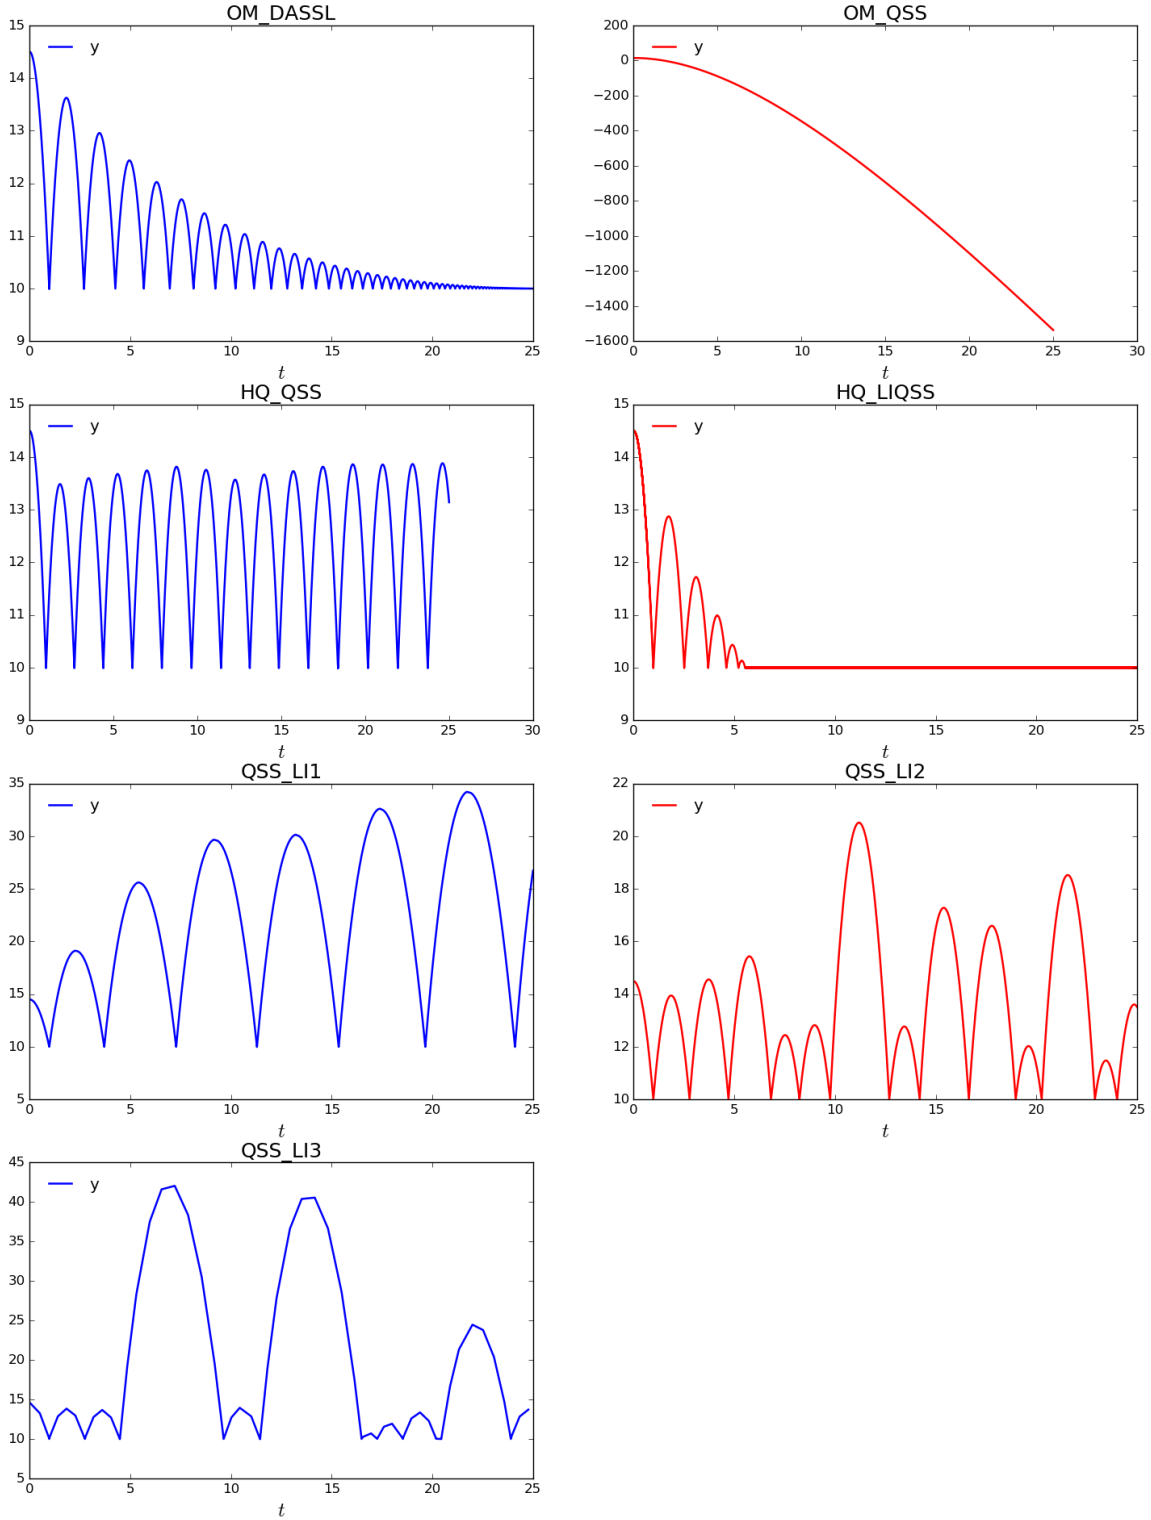 OM_DASSL
15
14
13
12
11
10
9
y
0 5 10 15 20 25
t
OM_QSS
200
0
−200
−400
−600
−800
−1000
−1200
−1400
−1600
y
0 5 10 15 20 25 30
t
HQ_QSS
15
14
13
12
11
10
9
y
0 5 10 15 20 25 30
t
HQ_LIQSS
15
14
13
12
11
10
9
y
0 5 10 15 20 25
t
QSS_LI1
35
30
25
20
15
10
5
y
0 5 10 15 20 25
t
QSS_LI2
22
20
18
16
14
12
10
y
0 5 10 15 20 25
t
QSS_LI3
45
40
35
30
25
20
15
10
5
y
0 5 10 15 20 25
t